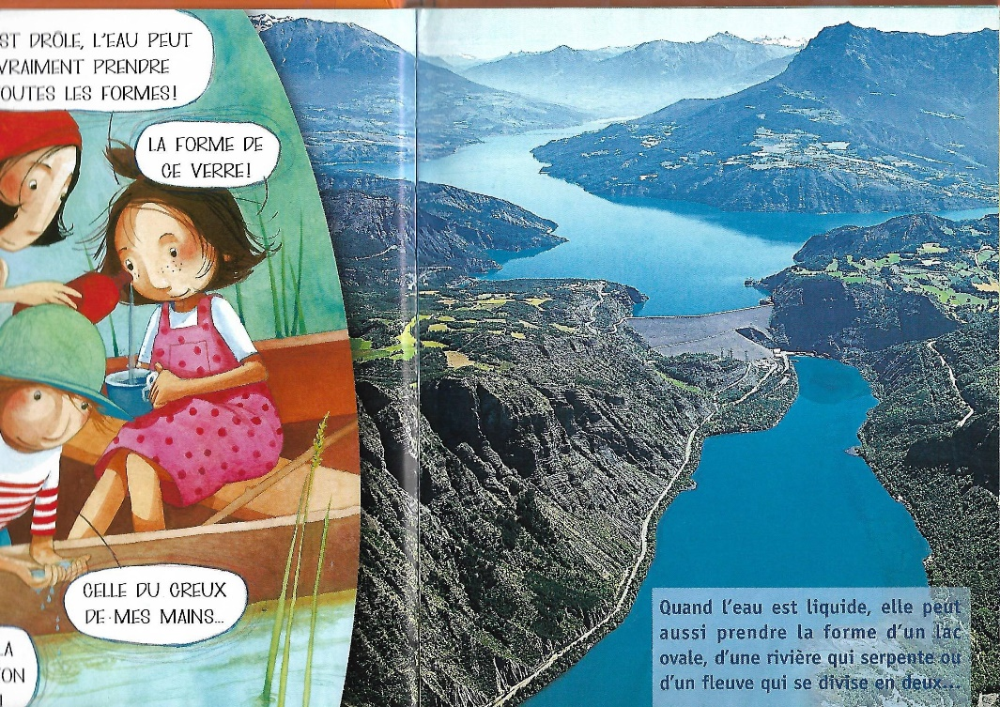 ST DRÔLE, L'EAU PEUT
VRAIMENT PRENDRE
OUTES LES FORMES!
LA FORME DE
CE VERRE!
CELLE DU CREUX
DE MES MAINS...
LA
TON
!
Quand l'eau est liquide, elle peut
aussi prendre la forme d'un lac
ovale, d'une rivière qui serpente ou
d'un fleuve qui se divise en deux...